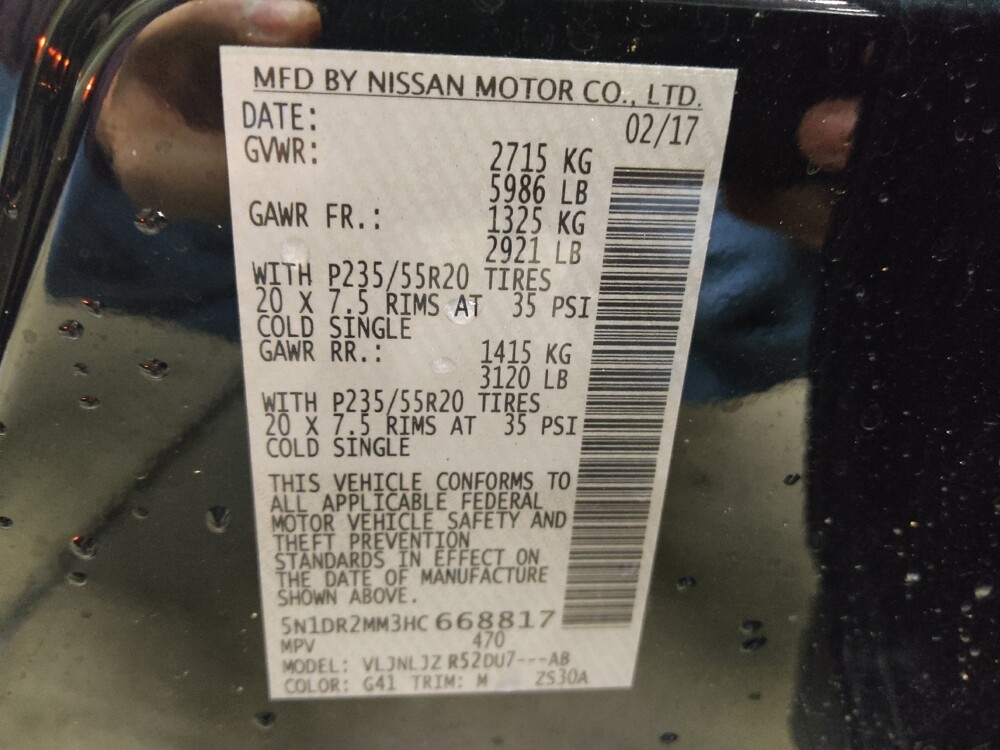 MFD BY NISSAN MOTOR CO., LTD.
DATE: 02/17
GVWR: 2715 KG
5986 LB
GAWR FR.: 1325 KG
2921 LB
WITH P235/55R20 TIRES
20 X 7.5 RIMS AT 35 PSI
COLD SINGLE
GAWR RR.: 1415 KG
3120 LB
WITH P235/55R20 TIRES
20 X 7.5 RIMS AT 35 PSI
COLD SINGLE
THIS VEHICLE CONFORMS TO
ALL APPLICABLE FEDERAL
MOTOR VEHICLE SAFETY AND
THEFT PREVENTION
STANDARDS IN EFFECT ON
THE DATE OF MANUFACTURE
SHOWN ABOVE.
5N1DR2MM3HC 668817
MPV 470
MODEL: VLJNLJZ R52DU7---AB
COLOR: G41 TRIM: M ZS30A